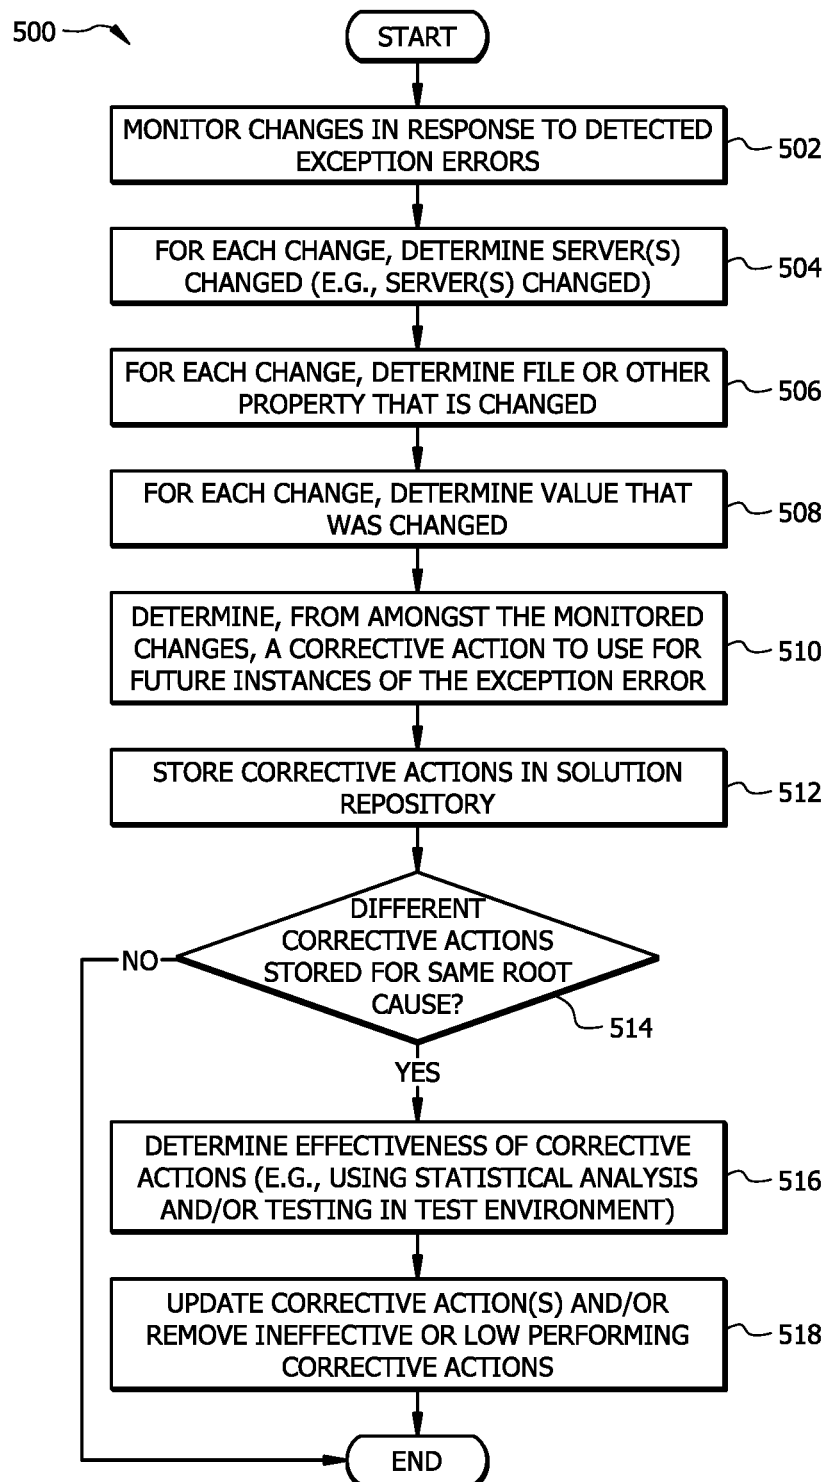 500
START
MONITOR CHANGES IN RESPONSE TO DETECTED
EXCEPTION ERRORS
502
FOR EACH CHANGE, DETERMINE SERVER(S)
CHANGED (E.G., SERVER(S) CHANGED)
504
FOR EACH CHANGE, DETERMINE FILE OR OTHER
PROPERTY THAT IS CHANGED
506
FOR EACH CHANGE, DETERMINE VALUE THAT
WAS CHANGED
508
DETERMINE, FROM AMONGST THE MONITORED
CHANGES, A CORRECTIVE ACTION TO USE FOR
FUTURE INSTANCES OF THE EXCEPTION ERROR
510
STORE CORRECTIVE ACTIONS IN SOLUTION
REPOSITORY
512
DIFFERENT
CORRECTIVE ACTIONS
STORED FOR SAME ROOT
CAUSE?
NO
514
YES
DETERMINE EFFECTIVENESS OF CORRECTIVE
ACTIONS (E.G., USING STATISTICAL ANALYSIS
AND/OR TESTING IN TEST ENVIRONMENT)
516
UPDATE CORRECTIVE ACTION(S) AND/OR
REMOVE INEFFECTIVE OR LOW PERFORMING
CORRECTIVE ACTIONS
518
END